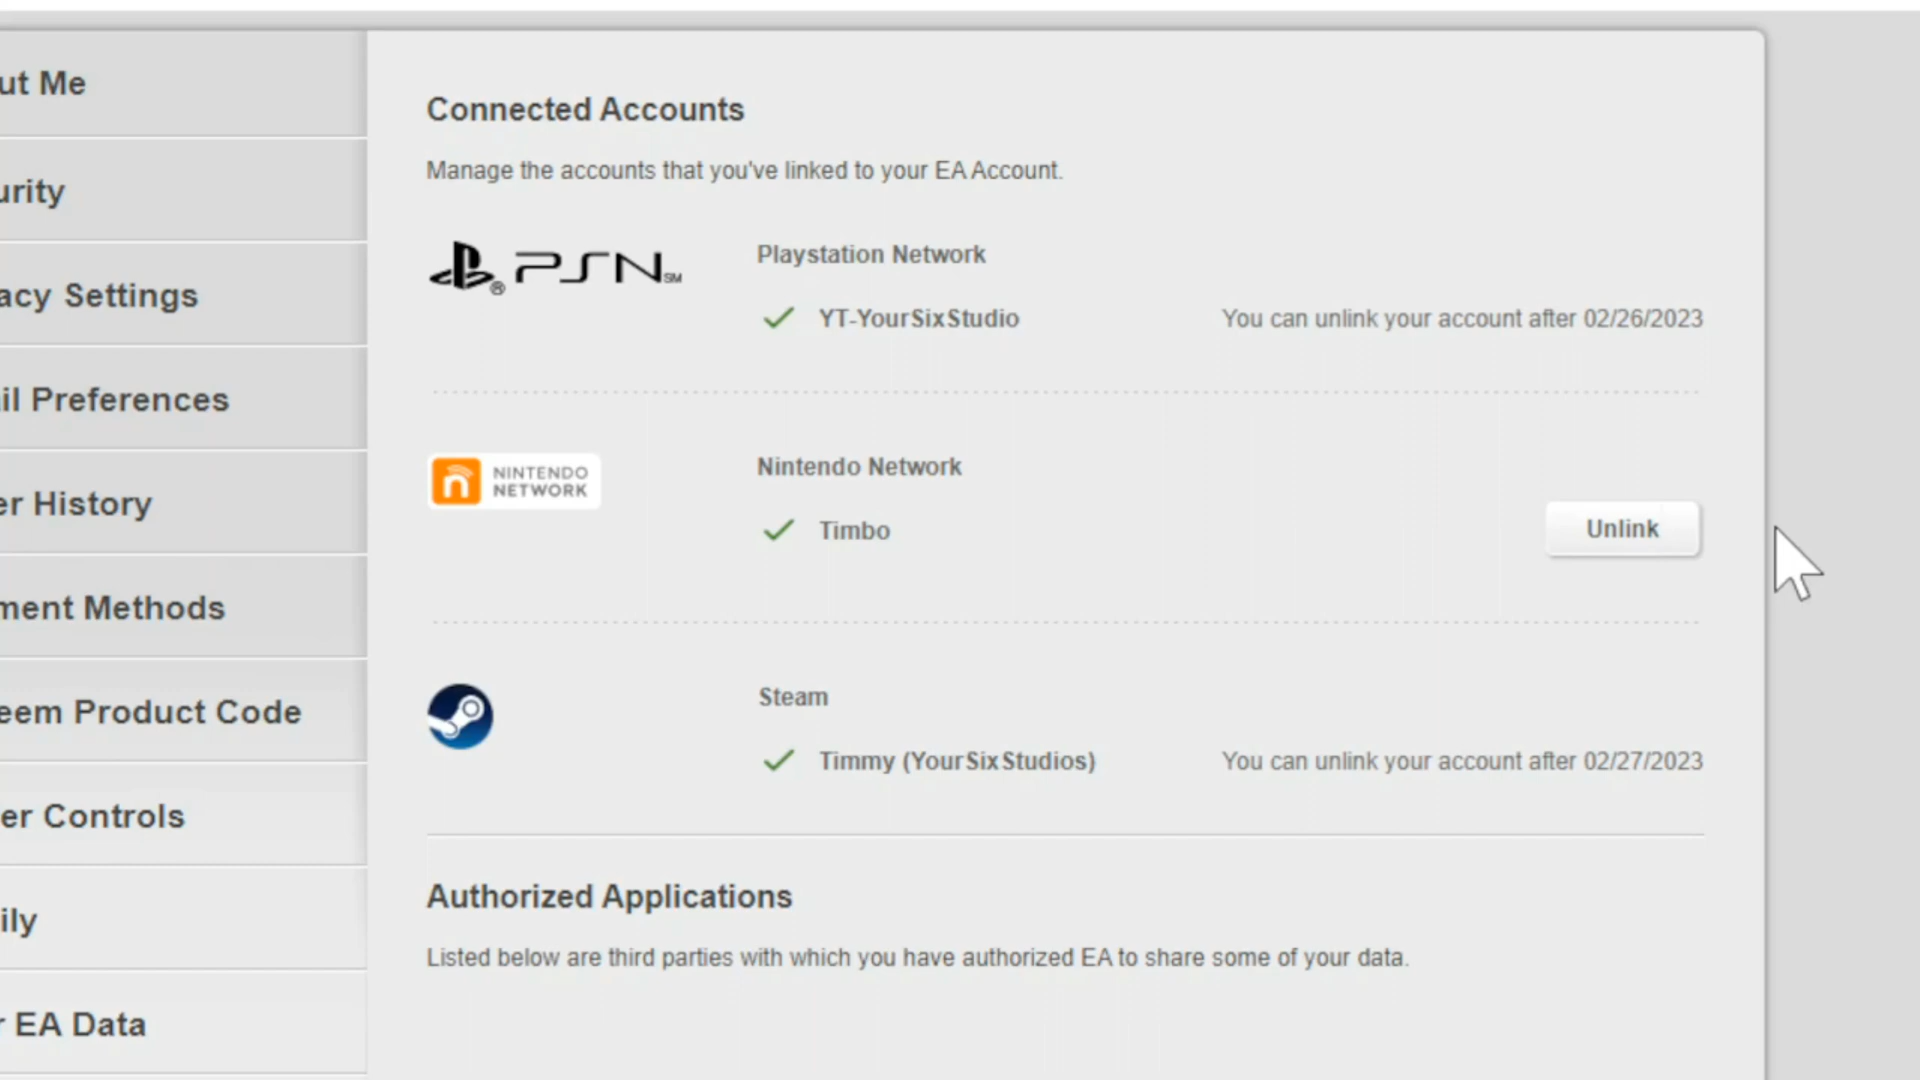 ut Me
urity
acy Settings
il Preferences
er History
ment Methods
eem Product Code
er Controls
ily
r EA Data
Connected Accounts
Manage the accounts that you've linked to your EA Account.
PSN SM
Playstation Network
YT-YourSixStudio
You can unlink your account after 02/26/2023
NINTENDO
NETWORK
Nintendo Network
Timbo
Unlink
Steam
Timmy (YourSixStudios)
You can unlink your account after 02/27/2023
Authorized Applications
Listed below are third parties with which you have authorized EA to share some of your data.